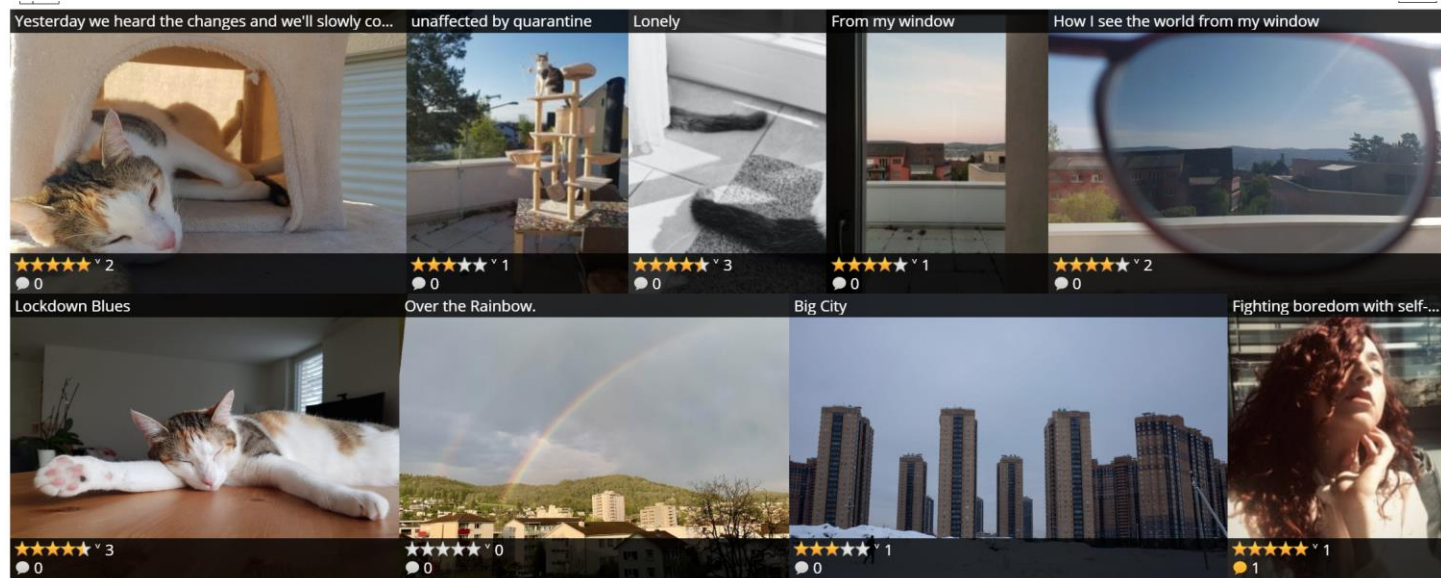 Yesterday we heard the changes and we'll slowly co...
unaffected by quarantine
Lonely
From my window
How I see the world from my window
2
0
1
0
3
0
1
0
2
0
Lockdown Blues
Over the Rainbow.
Big City
Fighting boredom with self-...
3
0
0
0
1
0
1
1